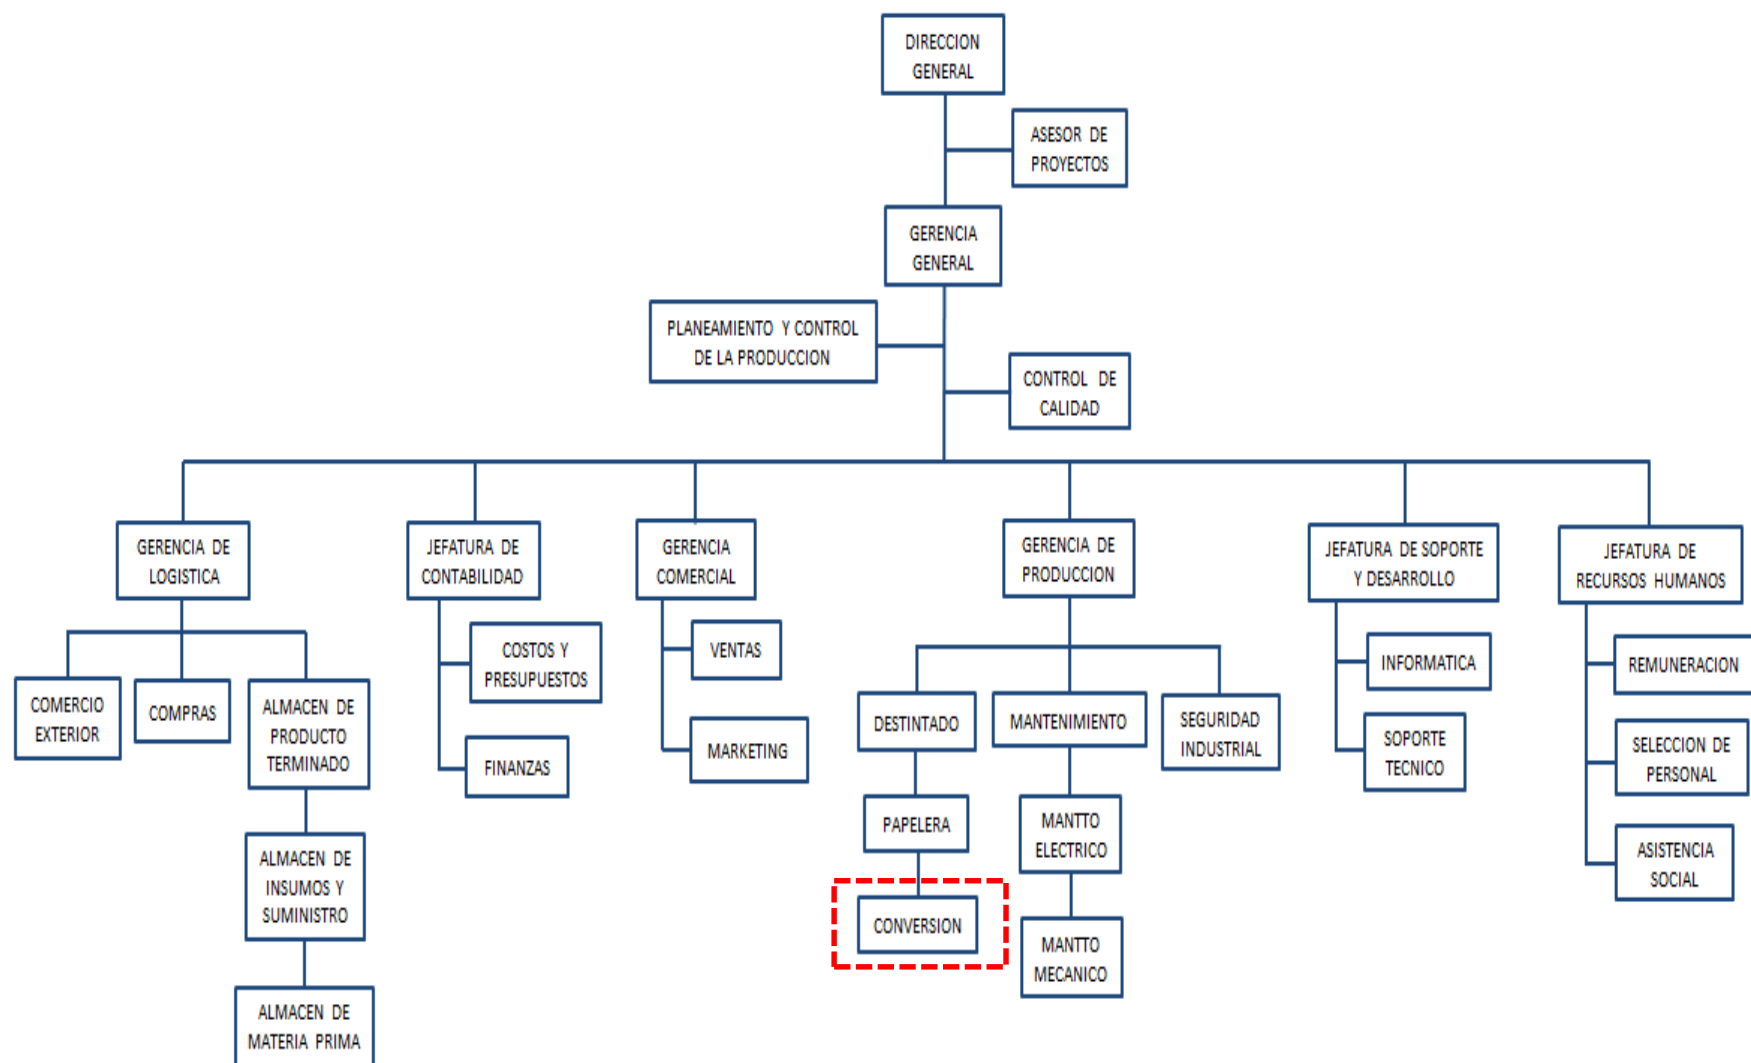 DIRECCION
GENERAL
ASESOR DE
PROYECTOS
GERENCIA
GENERAL
PLANEAMIENTO Y CONTROL
DE LA PRODUCCION
CONTROL DE
CALIDAD
GERENCIA DE
LOGISTICA
JEFATURA DE
CONTABILIDAD
GERENCIA
COMERCIAL
GERENCIA DE
PRODUCCION
JEFATURA DE SOPORTE
Y DESARROLLO
JEFATURA DE
RECURSOS HUMANOS
COMERCIO
EXTERIOR
COMPRAS
ALMACEN DE
PRODUCTO
TERMINADO
ALMACEN DE
INSUMOS Y
SUMINISTRO
ALMACEN DE
MATERIA PRIMA
COSTOS Y
PRESUPUESTOS
FINANZAS
VENTAS
MARKETING
DESTINTADO
PAPELERA
CONVERSION
MANTENIMIENTO
MANTTO
ELECTRICO
MANTTO
MECANICO
SEGURIDAD
INDUSTRIAL
INFORMATICA
SOPORTE
TECNICO
REMUNERACION
SELECCION DE
PERSONAL
ASISTENCIA
SOCIAL